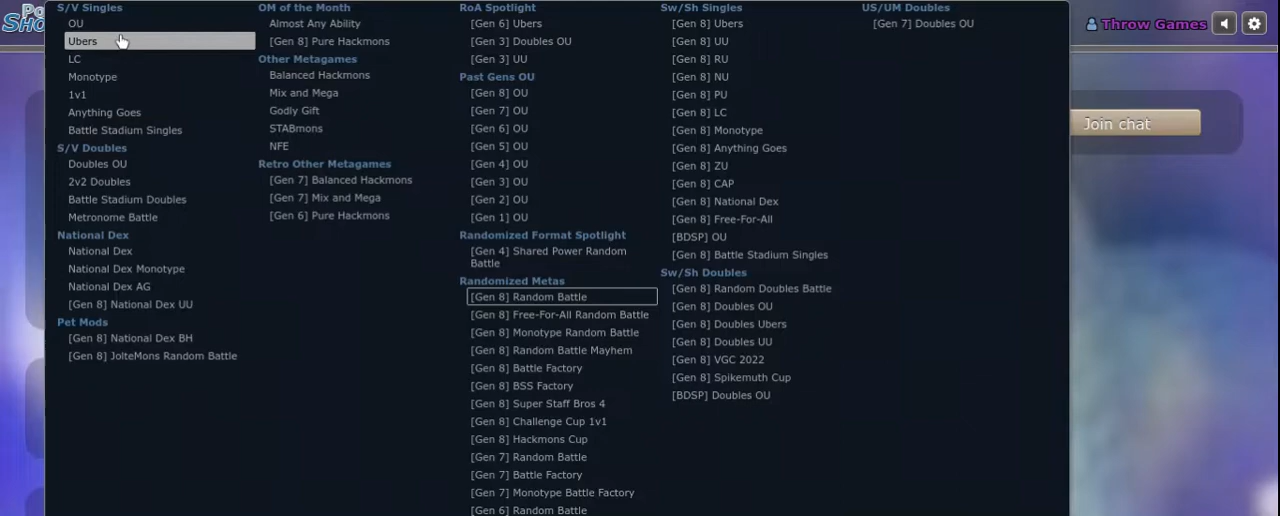 S/V Singles
OU
Ubers
LC
Monotype
1v1
Anything Goes
Battle Stadium Singles
S/V Doubles
Doubles OU
2v2 Doubles
Battle Stadium Doubles
Metronome Battle
National Dex
National Dex
National Dex Monotype
National Dex AG
[Gen 8] National Dex UU
Pet Mods
[Gen 8] National Dex BH
[Gen 8] JolteMons Random Battle
OM of the Month
Almost Any Ability
[Gen 8] Pure Hackmons
Other Metagames
Balanced Hackmons
Mix and Mega
Godly Gift
STABmons
NFE
Retro Other Metagames
[Gen 7] Balanced Hackmons
[Gen 7] Mix and Mega
[Gen 6] Pure Hackmons
RoA Spotlight
[Gen 6] Ubers
[Gen 3] Doubles OU
[Gen 3] UU
Past Gens OU
[Gen 8] OU
[Gen 7] OU
[Gen 6] OU
[Gen 5] OU
[Gen 4] OU
[Gen 3] OU
[Gen 2] OU
[Gen 1] OU
Randomized Format Spotlight
[Gen 4] Shared Power Random
Battle
Randomized Metas
[Gen 8] Random Battle
[Gen 8] Free-For-All Random Battle
[Gen 8] Monotype Random Battle
[Gen 8] Random Battle Mayhem
[Gen 8] Battle Factory
[Gen 8] BSS Factory
[Gen 8] Super Staff Bros 4
[Gen 8] Challenge Cup 1v1
[Gen 8] Hackmons Cup
[Gen 7] Random Battle
[Gen 7] Battle Factory
[Gen 7] Monotype Battle Factory
[Gen 6] Random Battle
Sw/Sh Singles
[Gen 8] Ubers
[Gen 8] UU
[Gen 8] RU
[Gen 8] NU
[Gen 8] PU
[Gen 8] LC
[Gen 8] Monotype
[Gen 8] Anything Goes
[Gen 8] ZU
[Gen 8] CAP
[Gen 8] National Dex
[Gen 8] Free-For-All
[BDSP] OU
[Gen 8] Battle Stadium Singles
Sw/Sh Doubles
[Gen 8] Random Doubles Battle
[Gen 8] Doubles OU
[Gen 8] Doubles Ubers
[Gen 8] Doubles UU
[Gen 8] VGC 2022
[Gen 8] Spikemuth Cup
[BDSP] Doubles OU
US/UM Doubles
[Gen 7] Doubles OU
Throw Games
Join chat